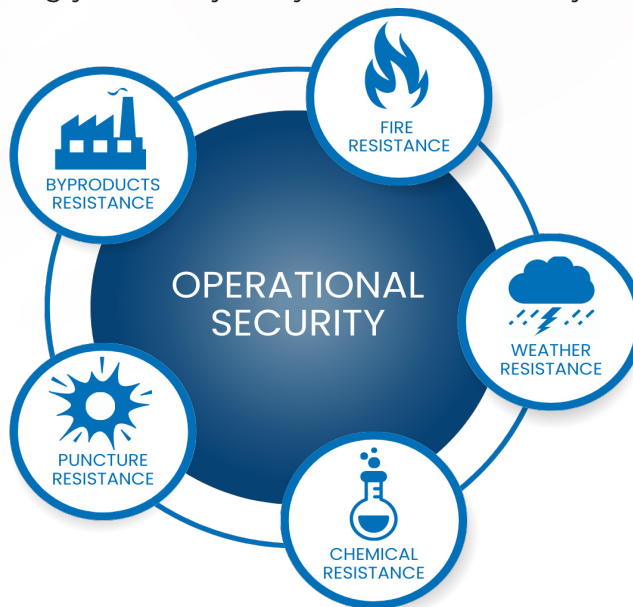 FIRE
RESISTANCE
BYPRODUCTS
RESISTANCE
OPERATIONAL
SECURITY
WEATHER
RESISTANCE
PUNCTURE
RESISTANCE
CHEMICAL
RESISTANCE